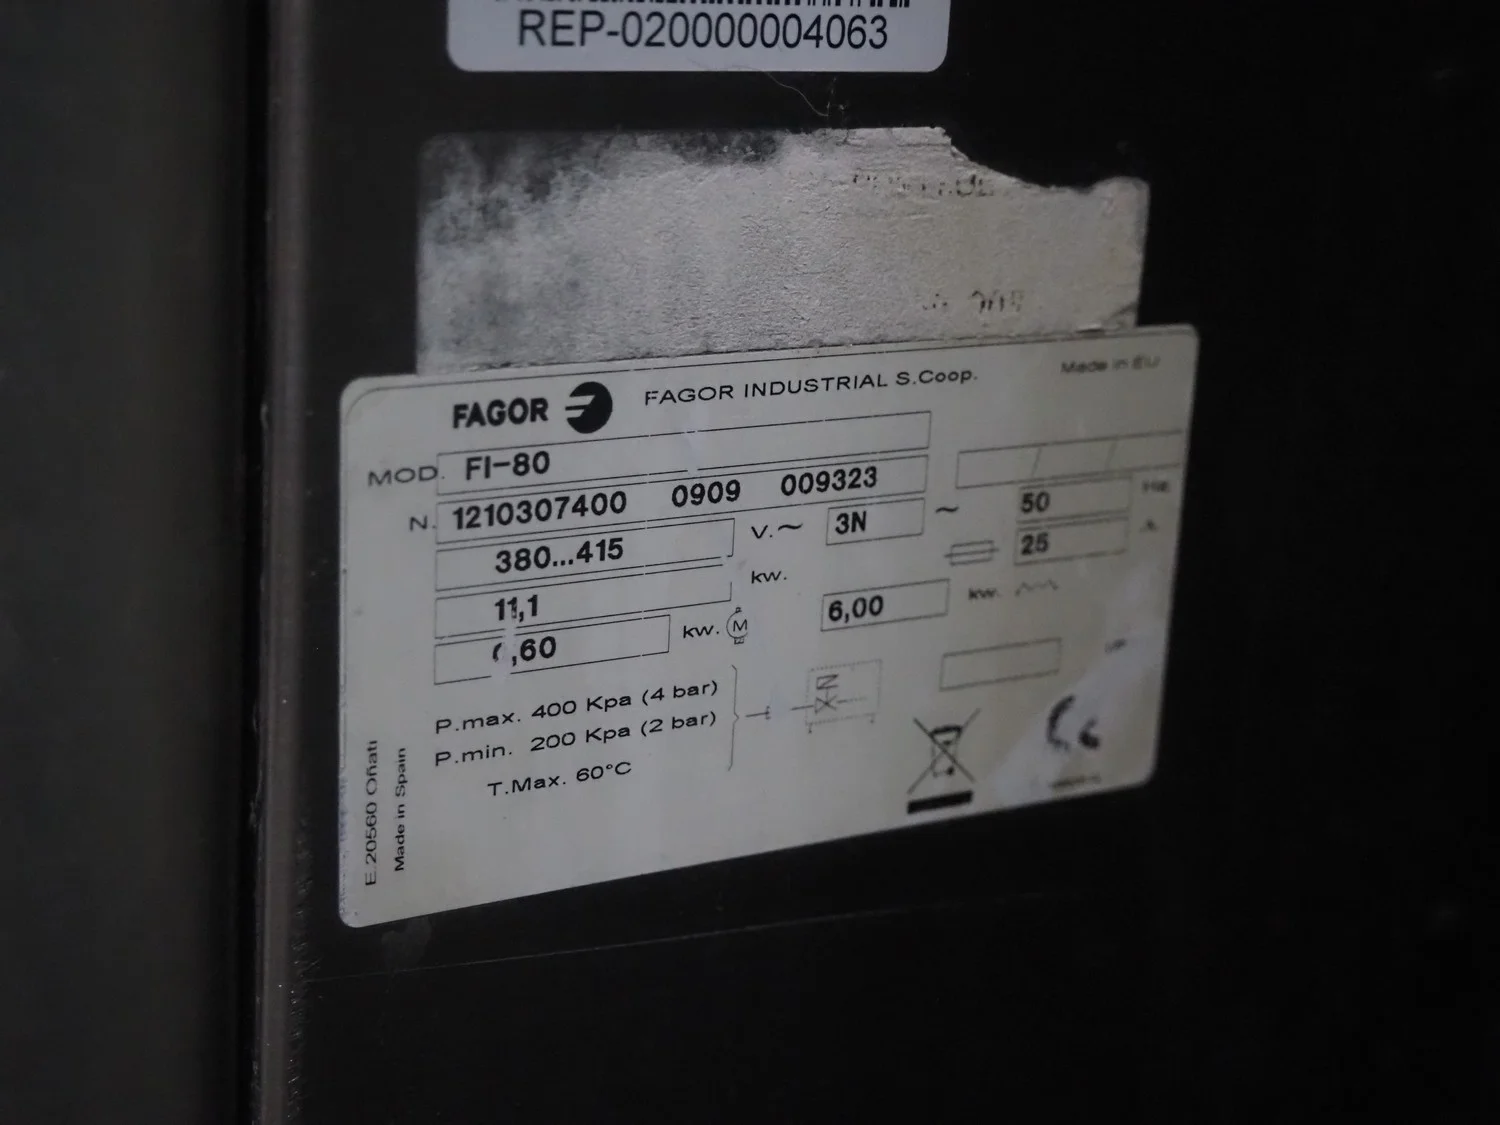 REP-020000004063
FAGOR FAGOR INDUSTRIAL S.Coop. Made in EU
MOD. FI-80
N. 1210307400 0909 009323
380...415 V.~ 3N ~ 50 Hz
11,1 kw. 25 A.
,60 kw. M 6,00 kw.
P.max. 400 Kpa (4 bar)
P.min. 200 Kpa (2 bar)
T.Max. 60°C
CE
E 20560 Oñati
Made in Spain